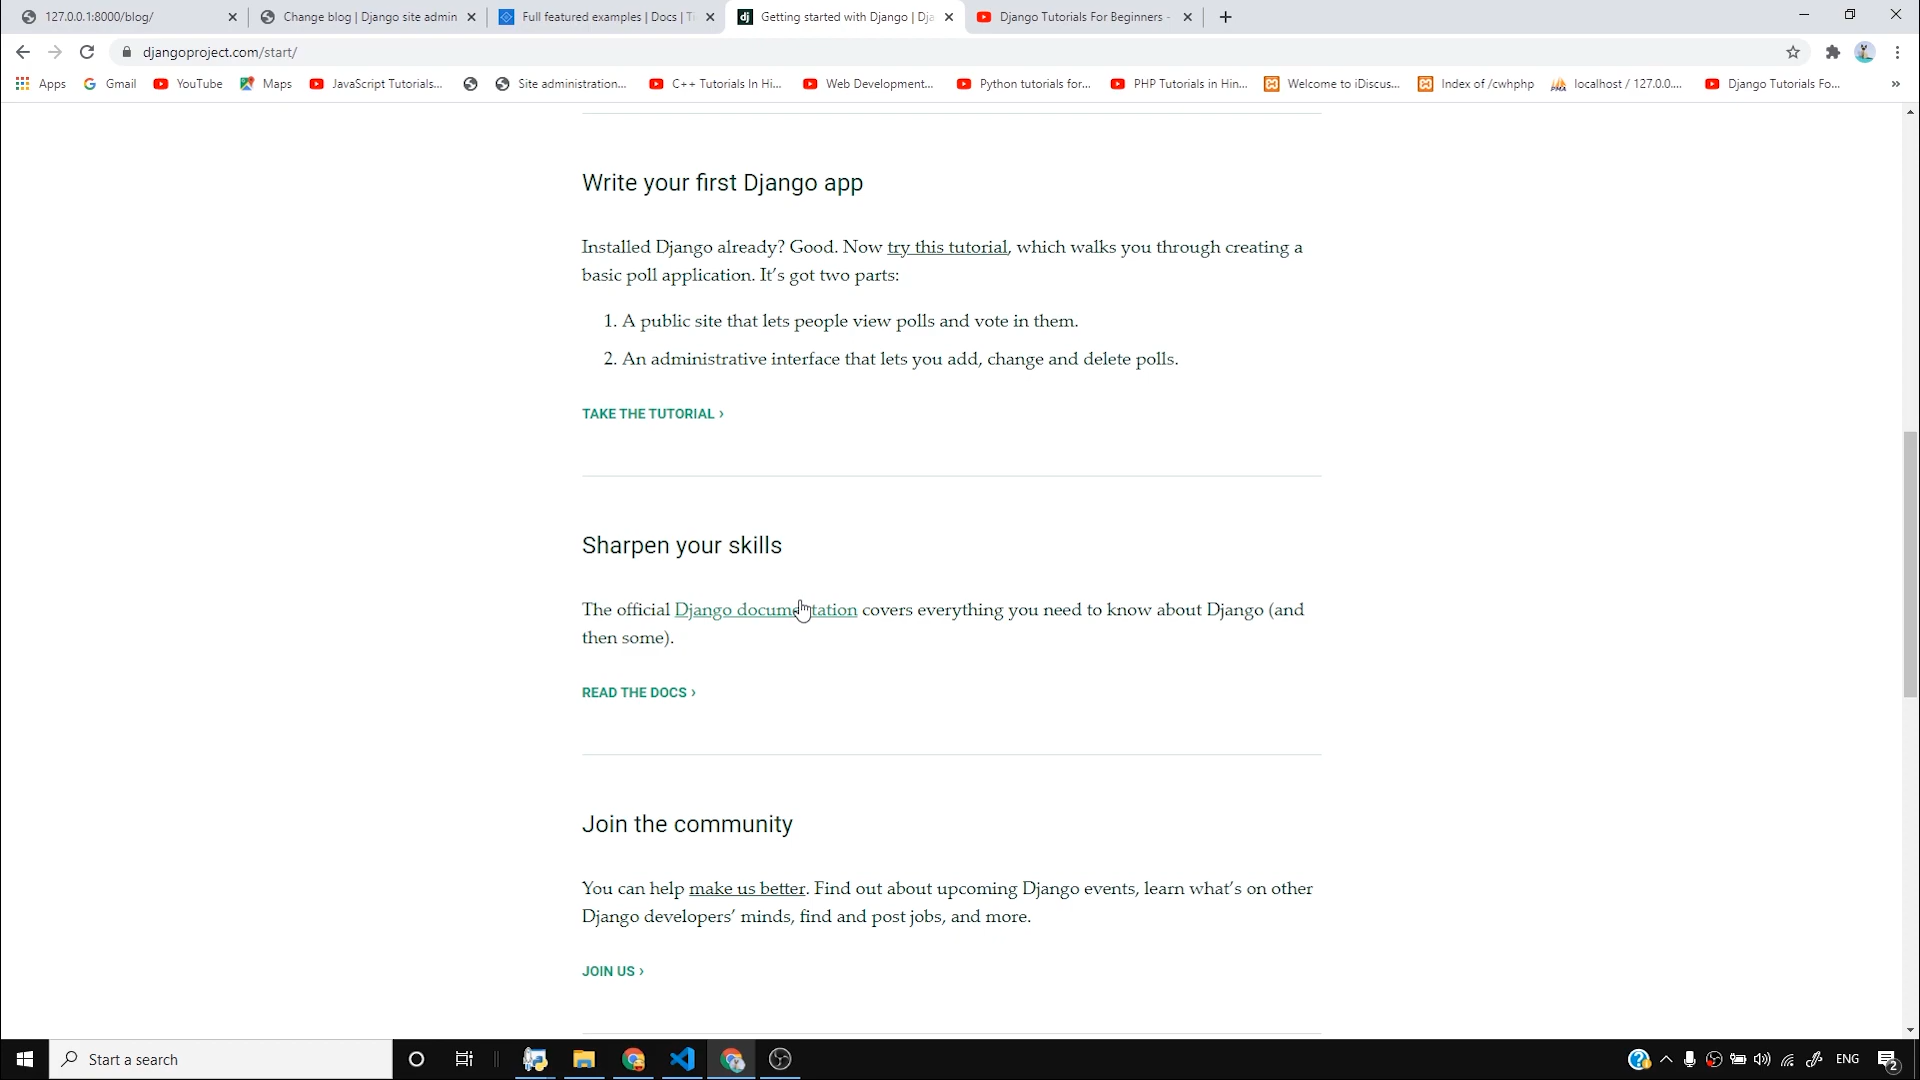 127.0.0.1:8000/blog/
Change blog | Django site admin
Full featured examples | Docs | Ti
Getting started with Django | Dja
Django Tutorials For Beginners -
djangoproject.com/start/
Apps
Gmail
YouTube
Maps
JavaScript Tutorials...
Site administration...
C++ Tutorials In Hi...
Web Development...
Python tutorials for...
PHP Tutorials in Hin...
Welcome to iDiscus...
Index of /cwhphp
localhost / 127.0.0....
Django Tutorials Fo...
»
Write your first Django app
Installed Django already? Good. Now try this tutorial, which walks you through creating a
basic poll application. It’s got two parts:
1. A public site that lets people view polls and vote in them.
2. An administrative interface that lets you add, change and delete polls.
TAKE THE TUTORIAL ›
Sharpen your skills
The official Django documentation covers everything you need to know about Django (and
then some).
READ THE DOCS ›
Join the community
You can help make us better. Find out about upcoming Django events, learn what’s on other
Django developers’ minds, find and post jobs, and more.
JOIN US ›
Start a search
ENG
2